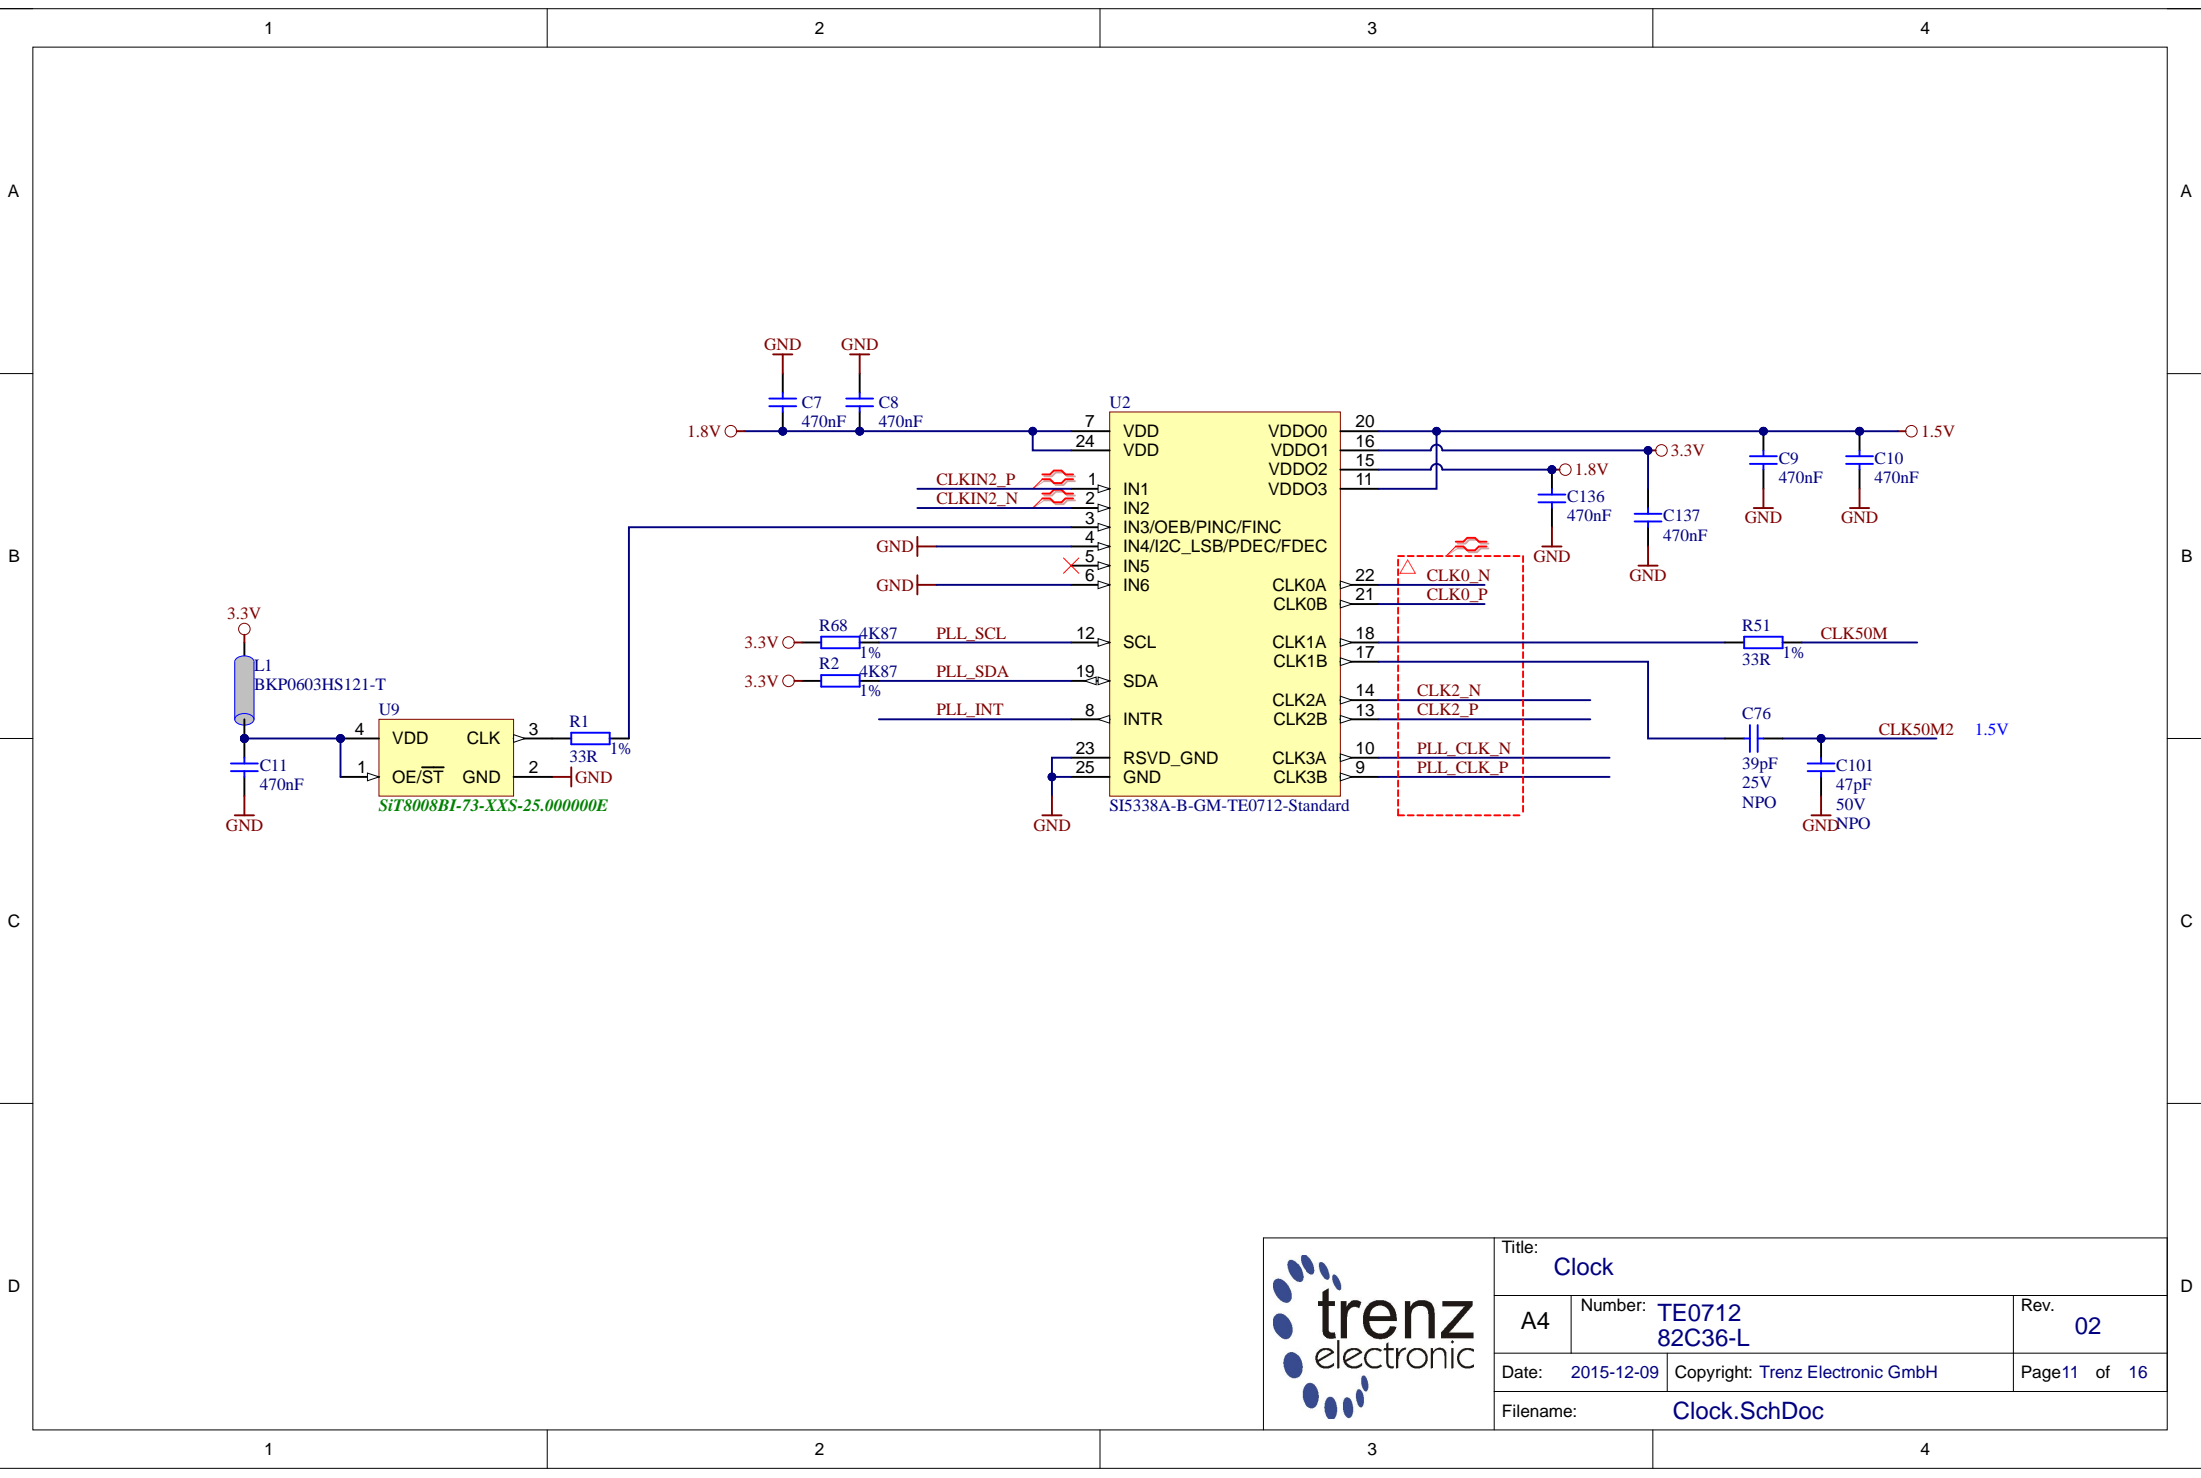 1 2 3 4
A A
GND GND
C7
470nF
C8
470nF
1.8V
U2
7 VDD VDDO0 20
24 VDD VDDO1 16
VDDO2 15
VDDO3 11
1.5V
3.3V
1.8V
C9
470nF
GND
C10
470nF
GND
C136
470nF
GND
C137
470nF
GND
CLKIN2_P 1 IN1
CLKIN2_N 2 IN2
3 IN3/OEB/PINC/FINC
GND 4 IN4/I2C_LSB/PDEC/FDEC
5 IN5
GND 6 IN6
B B
CLK0A 22 CLK0_N
CLK0B 21 CLK0_P
3.3V R68 4K87 1% PLL_SCL 12 SCL
3.3V R2 4K87 1% PLL_SDA 19 SDA
PLL_INT 8 INTR
23 RSVD_GND
25 GND
GND
CLK1A 18 R51 33R 1% CLK50M
CLK1B 17
CLK2A 14 CLK2_N
CLK2B 13 CLK2_P
CLK3A 10 PLL_CLK_N
CLK3B 9 PLL_CLK_P
SI5338A-B-GM-TE0712-Standard
C76
39pF
25V
NPO
CLK50M2 1.5V
C101
47pF
50V
NPO
GND
3.3V
L1
BKP0603HS121-T
C11
470nF
GND
U9
4 VDD CLK 3
1 OE/ST GND 2 GND
SiT8008BI-73-XXS-25.000000E
R1
33R
1%
C C
D D
trenz
electronic
Title:
Clock
A4 Number: TE0712
82C36-L
Rev.
02
Date: 2015-12-09 Copyright: Trenz Electronic GmbH Page11 of 16
Filename: Clock.SchDoc
1 2 3 4